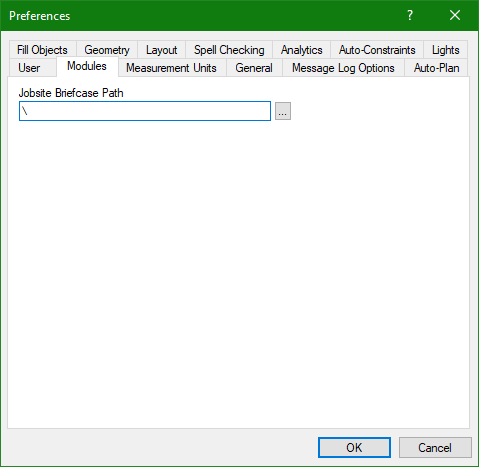 Preferences
?
Fill Objects Geometry Layout Spell Checking Analytics Auto-Constraints Lights
User Modules Measurement Units General Message Log Options Auto-Plan
Jobsite Briefcase Path
\ ...
OK Cancel